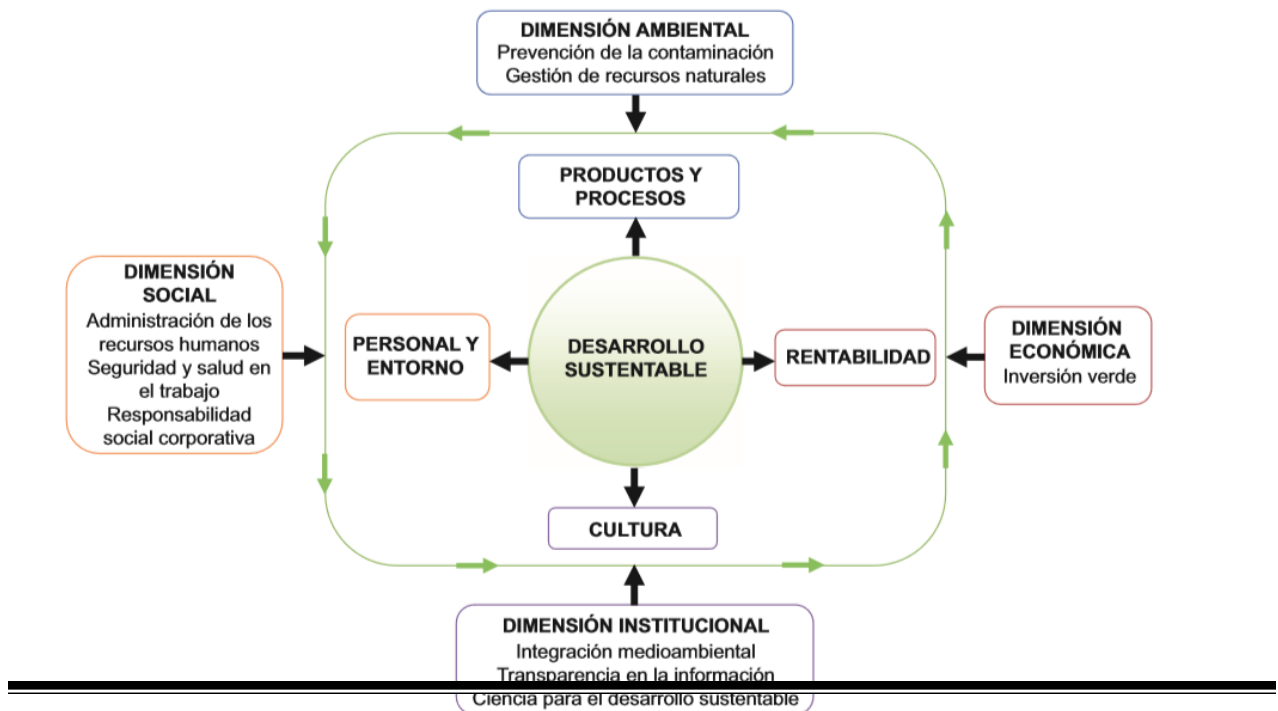 DIMENSIÓN AMBIENTAL
Prevención de la contaminación
Gestión de recursos naturales
PRODUCTOS Y
PROCESOS
DIMENSIÓN
SOCIAL
Administración de los
recursos humanos
Seguridad y salud en
el trabajo
Responsabilidad
social corporativa
PERSONAL Y
ENTORNO
DESARROLLO
SUSTENTABLE
RENTABILIDAD
DIMENSIÓN
ECONÓMICA
Inversión verde
CULTURA
DIMENSIÓN INSTITUCIONAL
Integración medioambiental
Transparencia en la información
Ciencia para el desarrollo sustentable